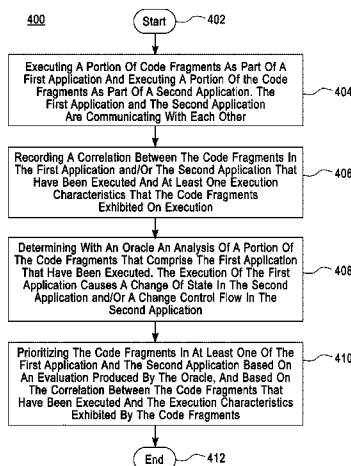 400
Start
402
Executing A Portion Of Code Fragments As Part Of A
First Application And Executing A Portion Of the Code
Fragments As Part Of A Second Application. The
First Application and The Second Application
Are Communicating With Each Other
404
Recording A Correlation Between The Code Fragments In
The First Application and/Or The Second Application That
Have Been Executed And At Least One Execution
Characteristics That The Code Fragments
Exhibited On Execution
406
Determining With An Oracle An Analysis Of A Portion Of
The Code Fragments That Comprise The First Application
That Have Been Executed. The Execution Of The First
Application Causes A Change Of State In The Second
Application and/Or A Change Control Flow In The
Second Application
408
Prioritizing The Code Fragments In At Least One Of The
First Application And The Second Application Based On
An Evaluation Produced By The Oracle, And Based On
The Correlation Between The Code Fragments That
Have Been Executed And The Execution Characteristics
Exhibited By The Code Fragments
410
End
412